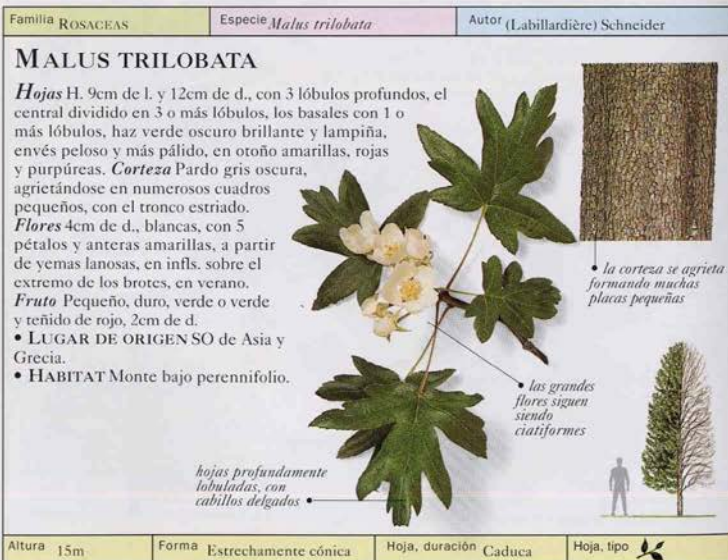 Familia ROSACEAS
Especie Malus trilobata
Autor (Labillardière) Schneider
MALUS TRILOBATA
Hojas H. 9cm de l. y 12cm de d., con 3 lóbulos profundos, el
central dividido en 3 o más lóbulos, los basales con 1 o
más lóbulos, haz verde oscuro brillante y lampiña,
envés peloso y más pálido, en otoño amarillas, rojas
y purpúreas. Corteza Pardo gris oscura,
agrietándose en numerosos cuadros
pequeños, con el tronco estriado.
Flores 4cm de d., blancas, con 5
pétalos y anteras amarillas, a partir
de yemas lanosas, en infls. sobre el
extremo de los brotes, en verano.
Fruto Pequeño, duro, verde o verde
y teñido de rojo, 2cm de d.
• LUGAR DE ORIGEN SO de Asia y
Grecia.
• HABITAT Monte bajo perennifolio.
• la corteza se agrieta
formando muchas
placas pequeñas
• las grandes
flores siguen
siendo
ciatiformes
hojas profundamente
lobuladas, con
cabillos delgados •
Altura 15m
Forma Estrechamente cónica
Hoja, duración Caduca
Hoja, tipo